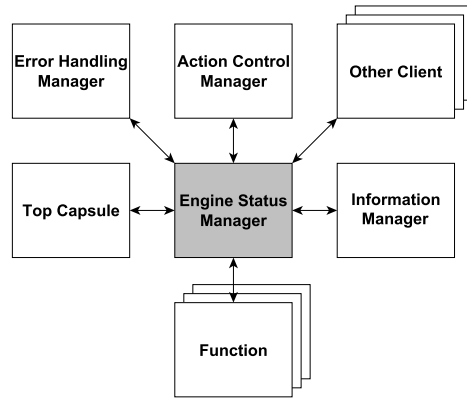 Error Handling
Manager
Action Control
Manager
Other Client
Top Capsule
Engine Status
Manager
Information
Manager
Function